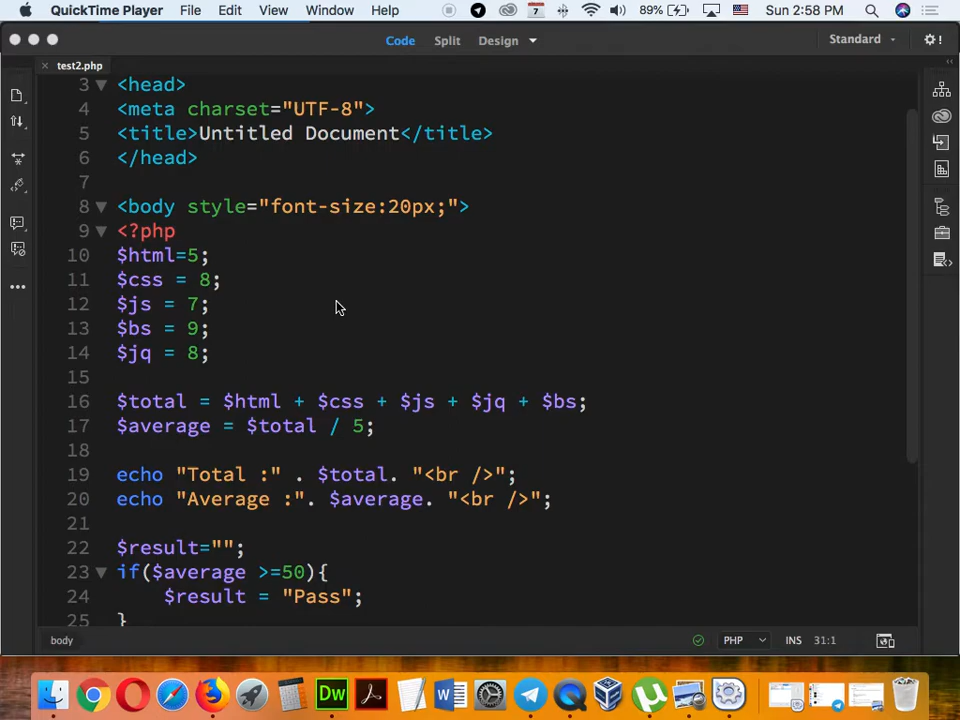 QuickTime Player File Edit View Window Help 7 89% Sun 2:58 PM
Code Split Design Standard
× test2.php
3 <head>
4 <meta charset="UTF-8">
5 <title>Untitled Document</title>
6 </head>
7
8 <body style="font-size:20px;">
9 <?php
10 $html=5;
11 $css = 8;
12 $js = 7;
13 $bs = 9;
14 $jq = 8;
15
16 $total = $html + $css + $js + $jq + $bs;
17 $average = $total / 5;
18
19 echo "Total :" . $total. "<br />";
20 echo "Average :". $average. "<br />";
21
22 $result="";
23 if($average >=50){
24 $result = "Pass";
25 }
body PHP INS 31:1
Dw W